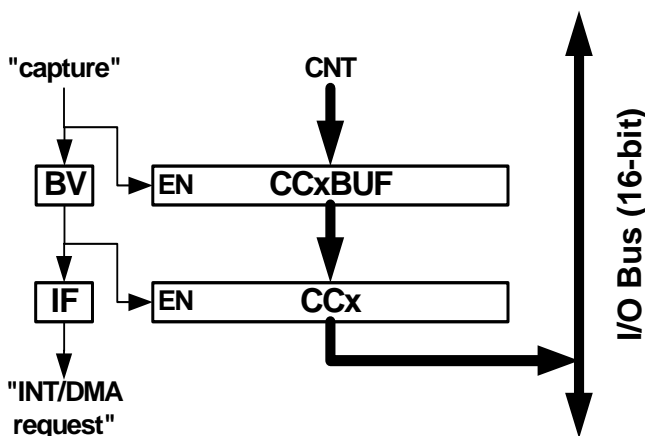 "capture"
CNT
BV
EN
CCxBUF
IF
EN
CCx
"INT/DMA
request"
I/O Bus (16-bit)